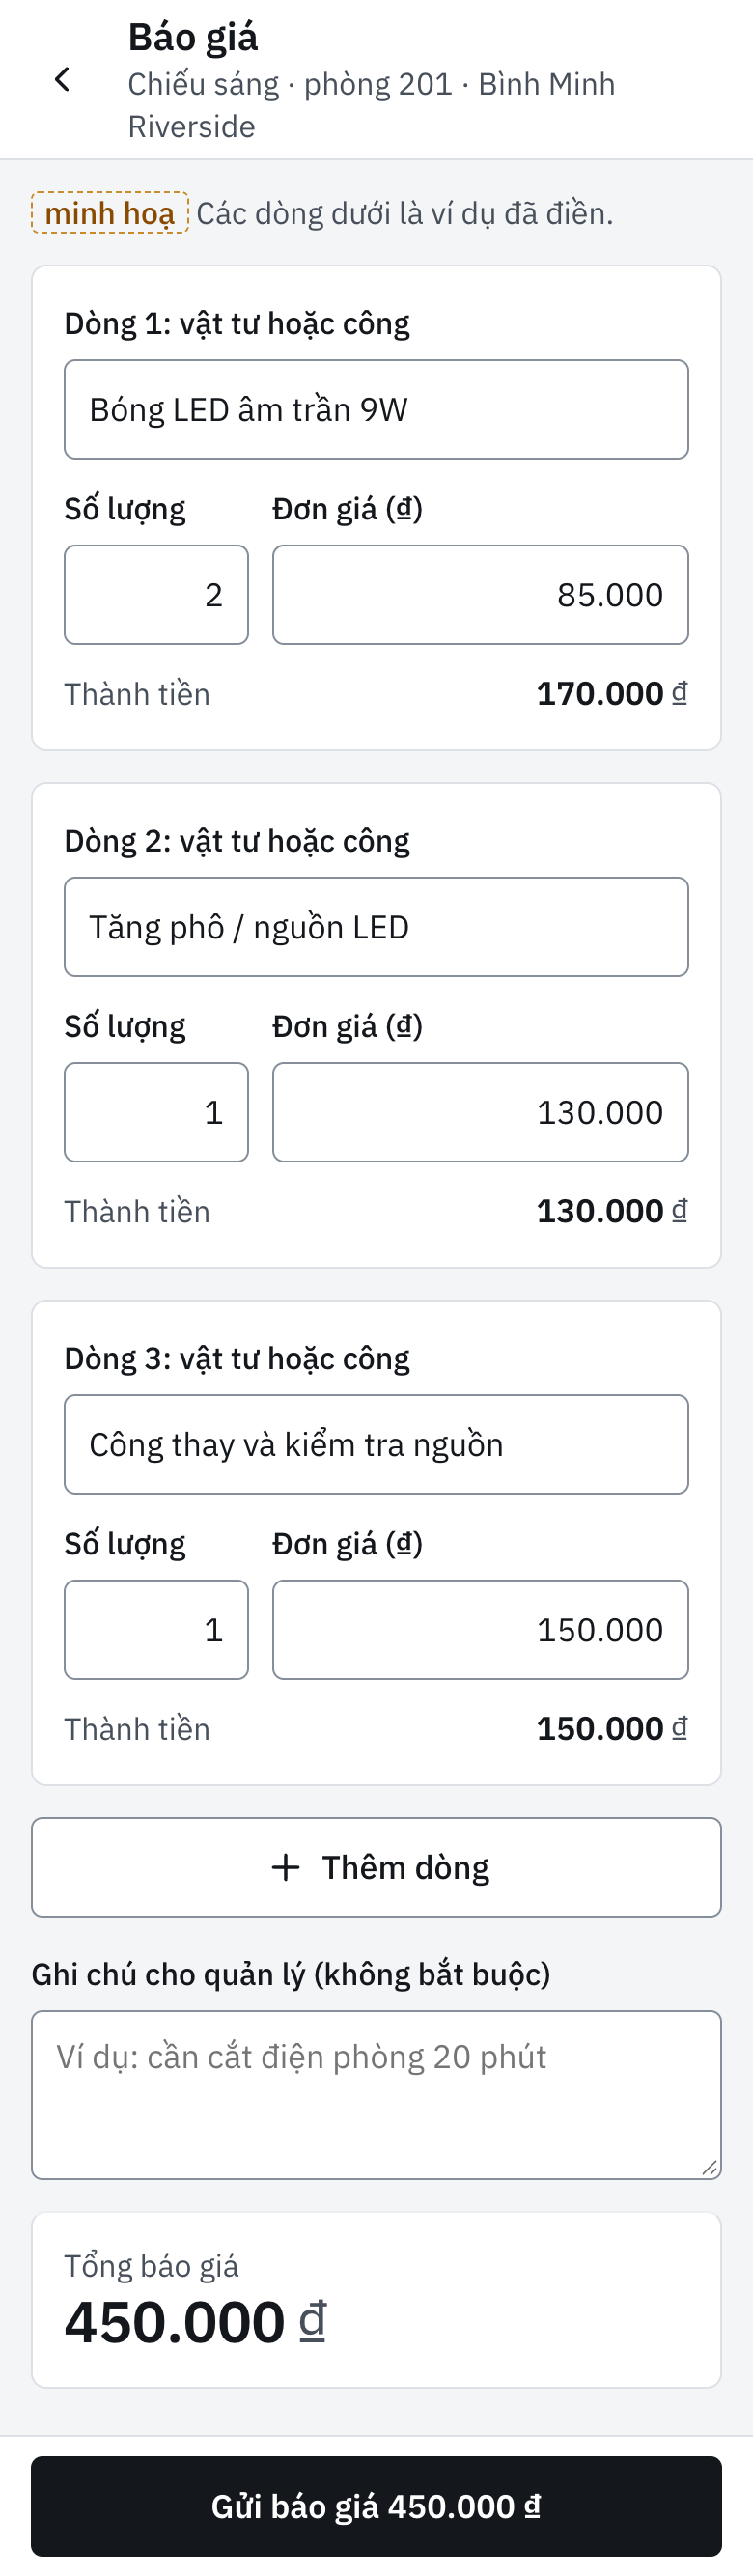 Báo giá
Chiếu sáng · phòng 201 · Bình Minh
Riverside
minh hoạ Các dòng dưới là ví dụ đã điền.
Dòng 1: vật tư hoặc công
Bóng LED âm trần 9W
Số lượng Đơn giá (₫)
2 85.000
Thành tiền 170.000 ₫
Dòng 2: vật tư hoặc công
Tăng phô / nguồn LED
Số lượng Đơn giá (₫)
1 130.000
Thành tiền 130.000 ₫
Dòng 3: vật tư hoặc công
Công thay và kiểm tra nguồn
Số lượng Đơn giá (₫)
1 150.000
Thành tiền 150.000 ₫
+ Thêm dòng
Ghi chú cho quản lý (không bắt buộc)
Ví dụ: cần cắt điện phòng 20 phút
Tổng báo giá
450.000 ₫
Gửi báo giá 450.000 ₫